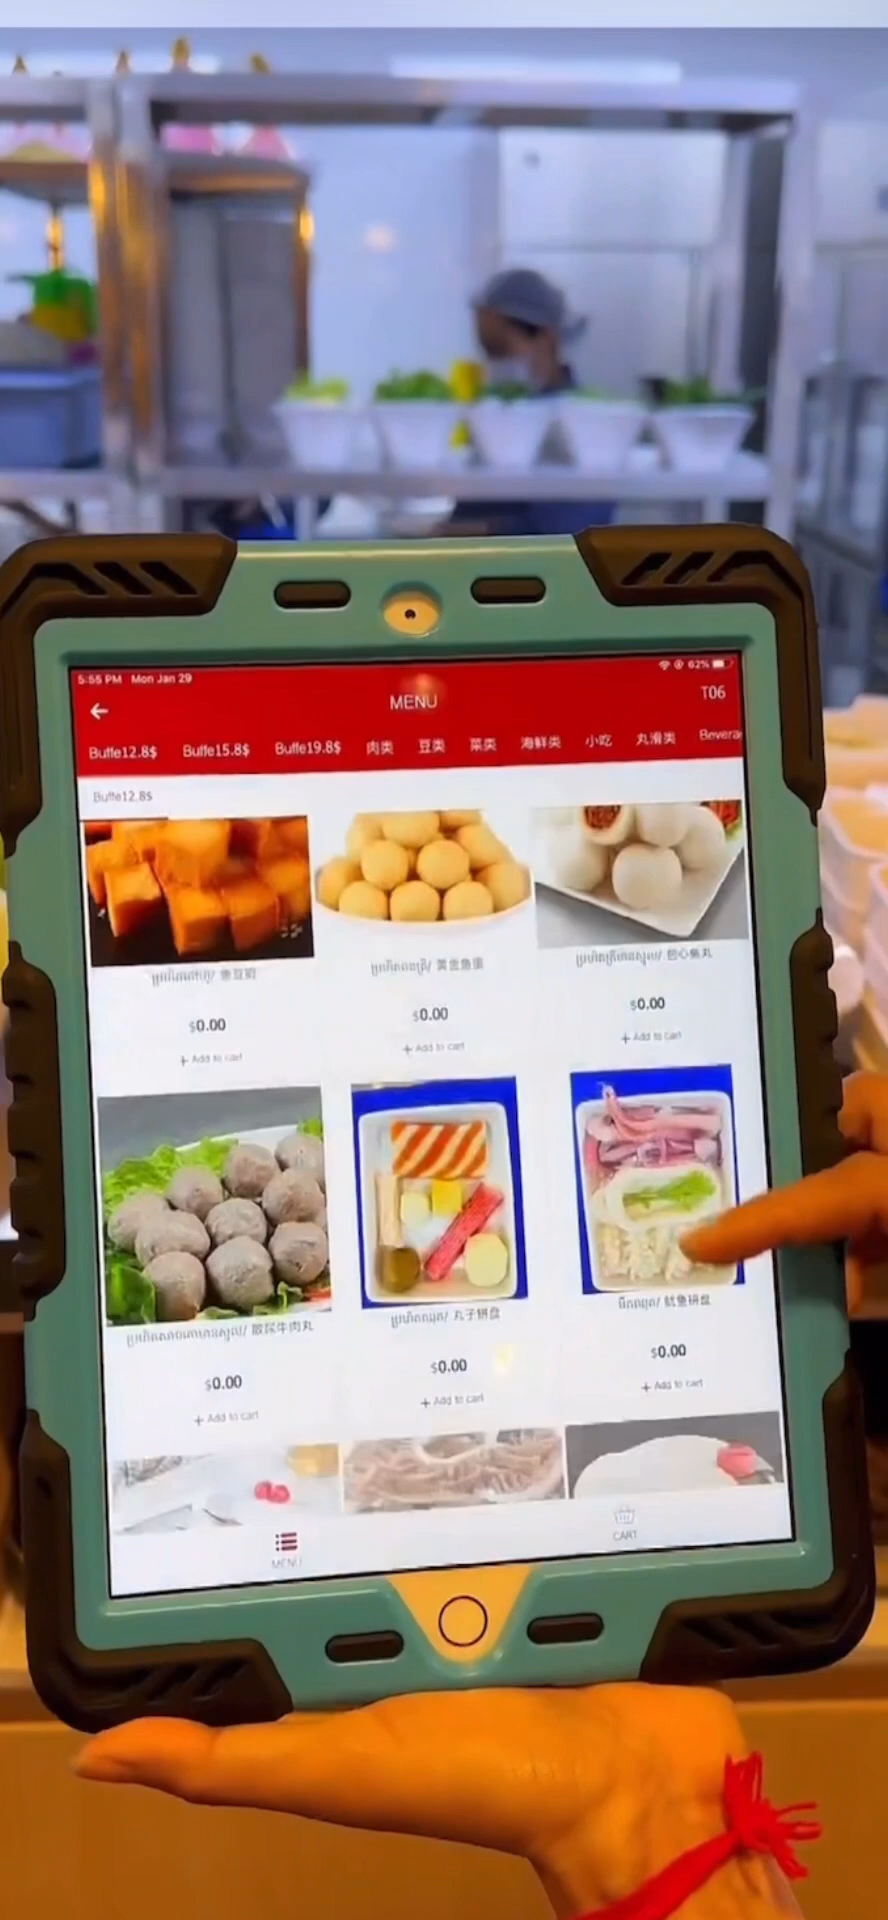 5:55 PM Mon Jan 29
62%
MENU
T06
Buffe12.8$ Buffe15.8$ Buffe19.8$ 肉类 豆类 菜类 海鲜类 小吃 丸滑类 Bevera
Buffe12.8$
鱼豆腐
黄金鱼蛋
包心鱼丸
$0.00
$0.00
$0.00
+ Add to cart
+ Add to cart
+ Add to cart
撒尿牛肉丸
丸子拼盘
鱿鱼拼盘
$0.00
$0.00
$0.00
+ Add to cart
+ Add to cart
+ Add to cart
MENU
CART